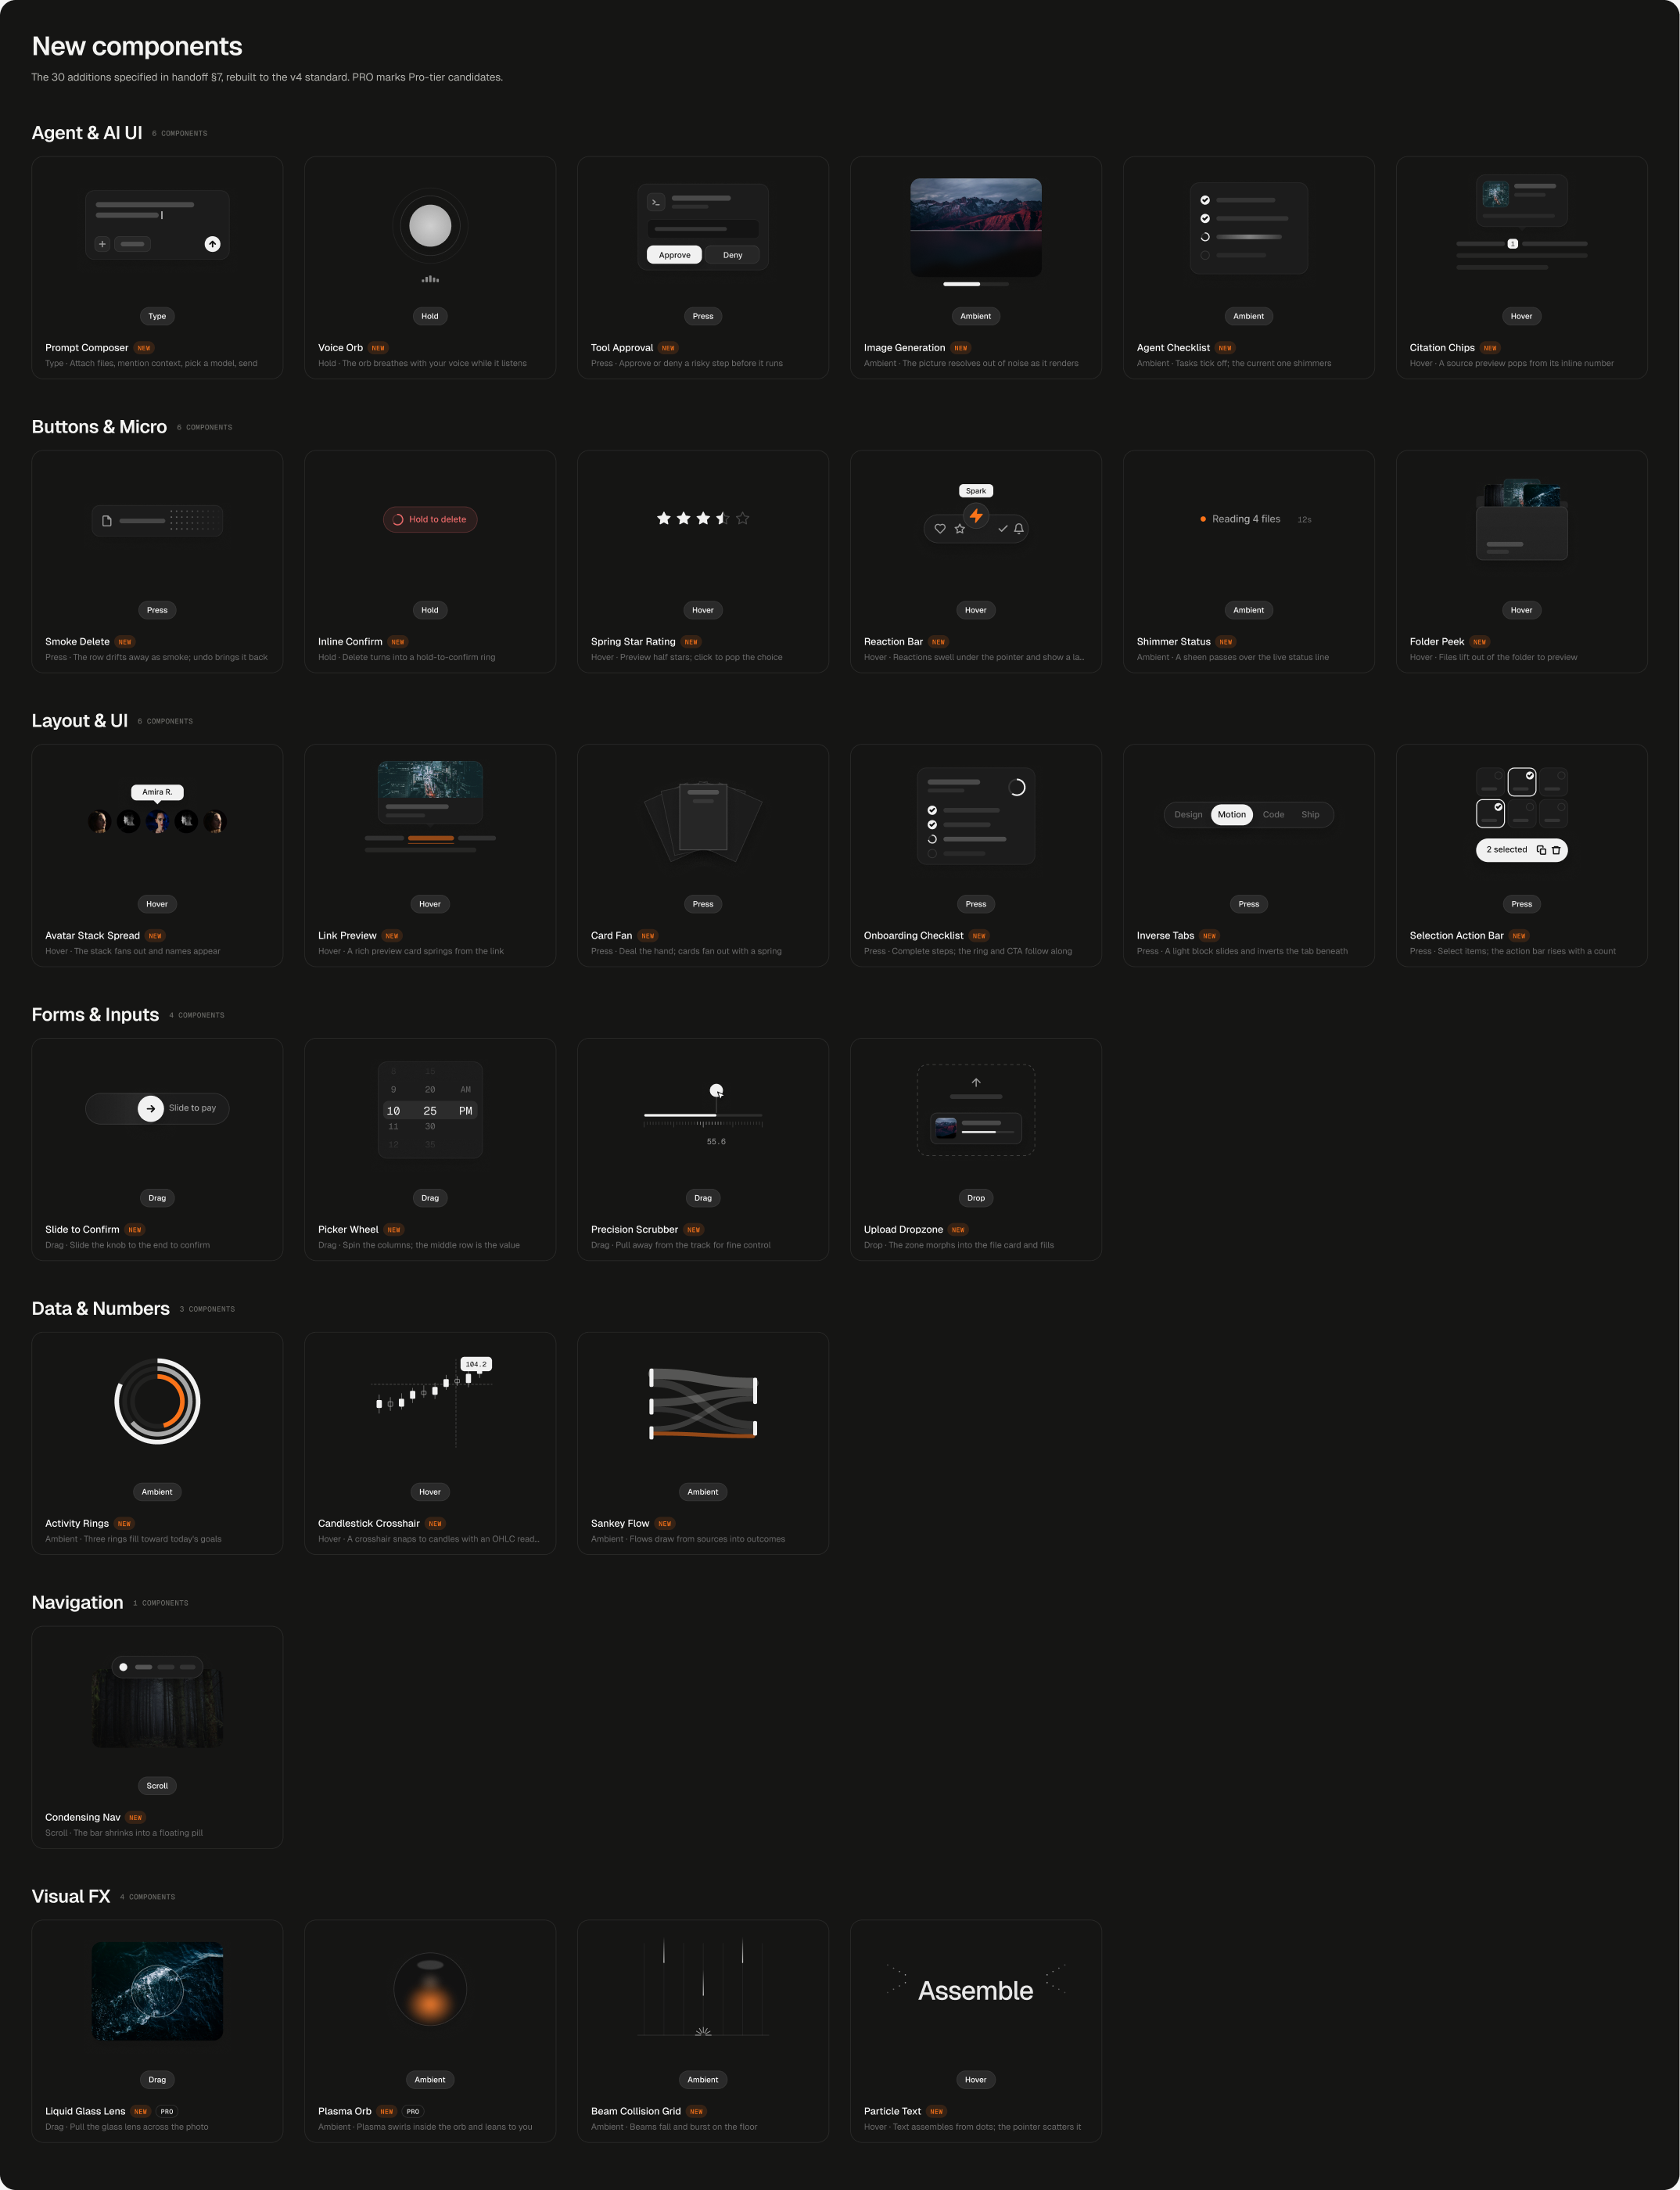 New components
The 30 additions specified in handoff §7, rebuilt to the v4 standard. PRO marks Pro-tier candidates.
Agent & AI UI 6 COMPONENTS
Approve Deny
1
Type Hold Press Ambient Ambient Hover
Prompt Composer NEW
Type · Attach files, mention context, pick a model, send
Voice Orb NEW
Hold · The orb breathes with your voice while it listens
Tool Approval NEW
Press · Approve or deny a risky step before it runs
Image Generation NEW
Ambient · The picture resolves out of noise as it renders
Agent Checklist NEW
Ambient · Tasks tick off; the current one shimmers
Citation Chips NEW
Hover · A source preview pops from its inline number
Buttons & Micro 6 COMPONENTS
Hold to delete
Spark
Reading 4 files 12s
Press Hold Hover Hover Ambient Hover
Smoke Delete NEW
Press · The row drifts away as smoke; undo brings it back
Inline Confirm NEW
Hold · Delete turns into a hold-to-confirm ring
Spring Star Rating NEW
Hover · Preview half stars; click to pop the choice
Reaction Bar NEW
Hover · Reactions swell under the pointer and show a la...
Shimmer Status NEW
Ambient · A sheen passes over the live status line
Folder Peek NEW
Hover · Files lift out of the folder to preview
Layout & UI 6 COMPONENTS
Amira R.
Design Motion Code Ship
2 selected
Hover Hover Press Press Press Press
Avatar Stack Spread NEW
Hover · The stack fans out and names appear
Link Preview NEW
Hover · A rich preview card springs from the link
Card Fan NEW
Press · Deal the hand; cards fan out with a spring
Onboarding Checklist NEW
Press · Complete steps; the ring and CTA follow along
Inverse Tabs NEW
Press · A light block slides and inverts the tab beneath
Selection Action Bar NEW
Press · Select items; the action bar rises with a count
Forms & Inputs 4 COMPONENTS
Slide to pay
9 20 AM
10 25 PM
11 30
12 35
55.6
Drag Drag Drag Drop
Slide to Confirm NEW
Drag · Slide the knob to the end to confirm
Picker Wheel NEW
Drag · Spin the columns; the middle row is the value
Precision Scrubber NEW
Drag · Pull away from the track for fine control
Upload Dropzone NEW
Drop · The zone morphs into the file card and fills
Data & Numbers 3 COMPONENTS
104.2
Ambient Hover Ambient
Activity Rings NEW
Ambient · Three rings fill toward today's goals
Candlestick Crosshair NEW
Hover · A crosshair snaps to candles with an OHLC read...
Sankey Flow NEW
Ambient · Flows draw from sources into outcomes
Navigation 1 COMPONENTS
Scroll
Condensing Nav NEW
Scroll · The bar shrinks into a floating pill
Visual FX 4 COMPONENTS
Assemble
Drag Ambient Ambient Hover
Liquid Glass Lens NEW PRO
Drag · Pull the glass lens across the photo
Plasma Orb NEW PRO
Ambient · Plasma swirls inside the orb and leans to you
Beam Collision Grid NEW
Ambient · Beams fall and burst on the floor
Particle Text NEW
Hover · Text assembles from dots; the pointer scatters it